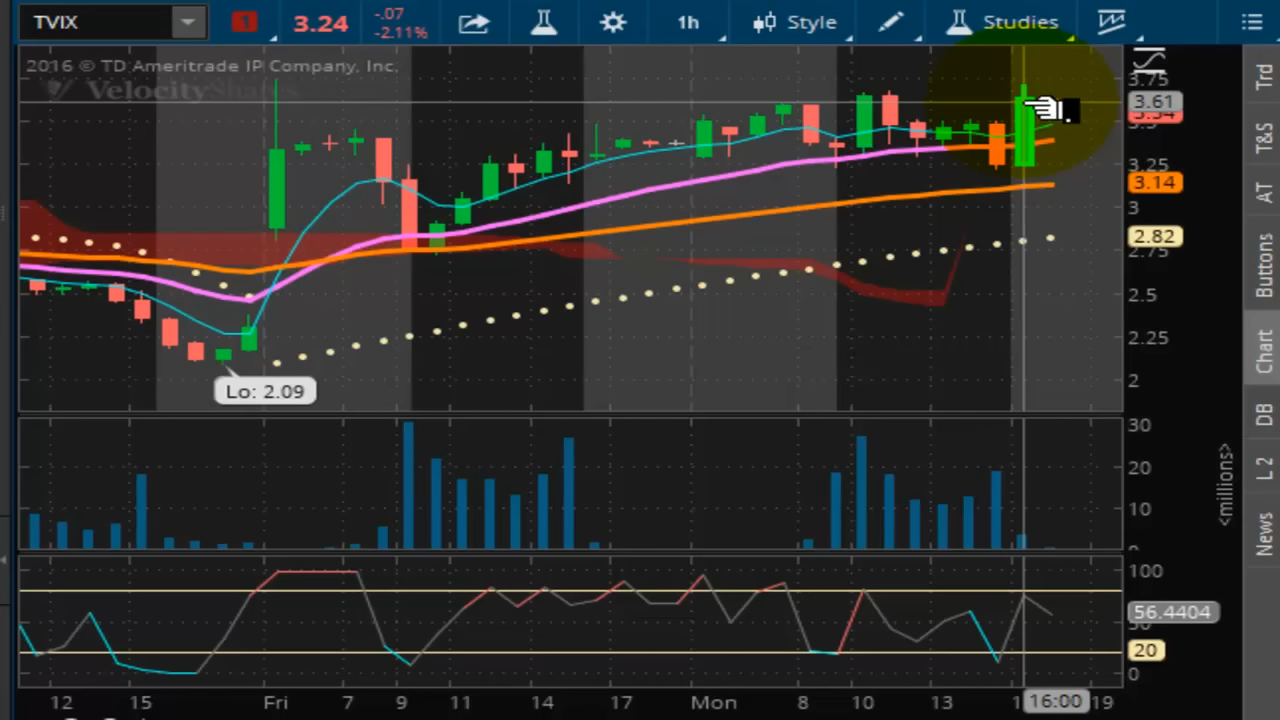 TVIX 1 3.24 -.07 -2.11% 1h Style Studies
2016 © TD Ameritrade IP Company, Inc.
VelocityShares
3.75
3.61
3.25
3.14
3
2.82
2.75
2.5
2.25
2
Lo: 2.09
30
20
10
0
<millions>
100
56.4404
20
0
12 15 Fri 7 9 11 14 17 Mon 8 10 13 16:00 19
Trd
T&S
AT
Buttons
Chart
DB
L 2
News